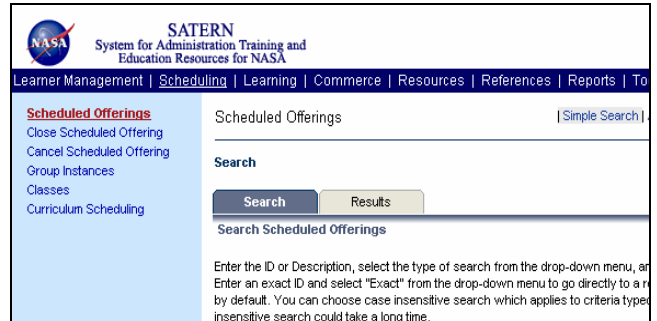 NASA
SATERN
System for Administration Training and
Education Resources for NASA
Learner Management | Scheduling | Learning | Commerce | Resources | References | Reports | To
Scheduled Offerings
Close Scheduled Offering
Cancel Scheduled Offering
Group Instances
Classes
Curriculum Scheduling
Scheduled Offerings | Simple Search |
Search
Search Results
Search Scheduled Offerings
Enter the ID or Description, select the type of search from the drop-down menu, an
Enter an exact ID and select "Exact" from the drop-down menu to go directly to a r
by default. You can choose case insensitive search which applies to criteria typed
insensitive search could take a long time.